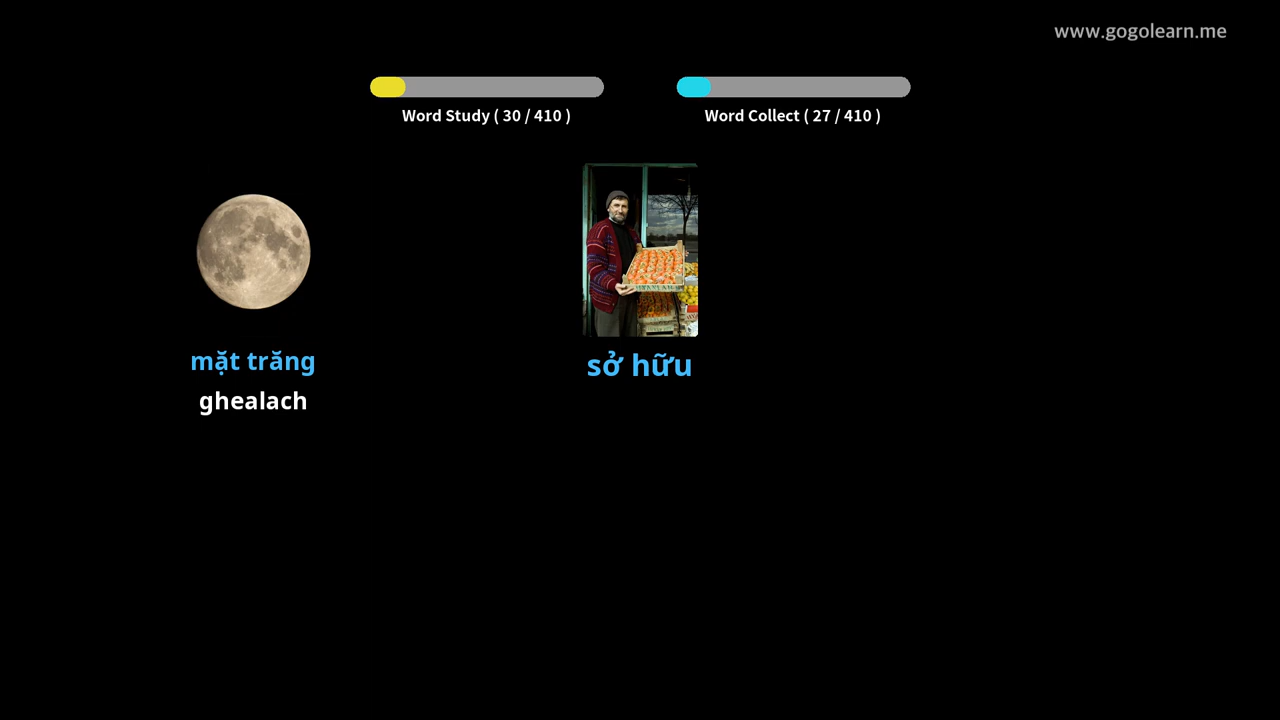 www.gogolearn.me
Word Study ( 30 / 410 )
Word Collect ( 27 / 410 )
mặt trăng
ghealach
sở hữu